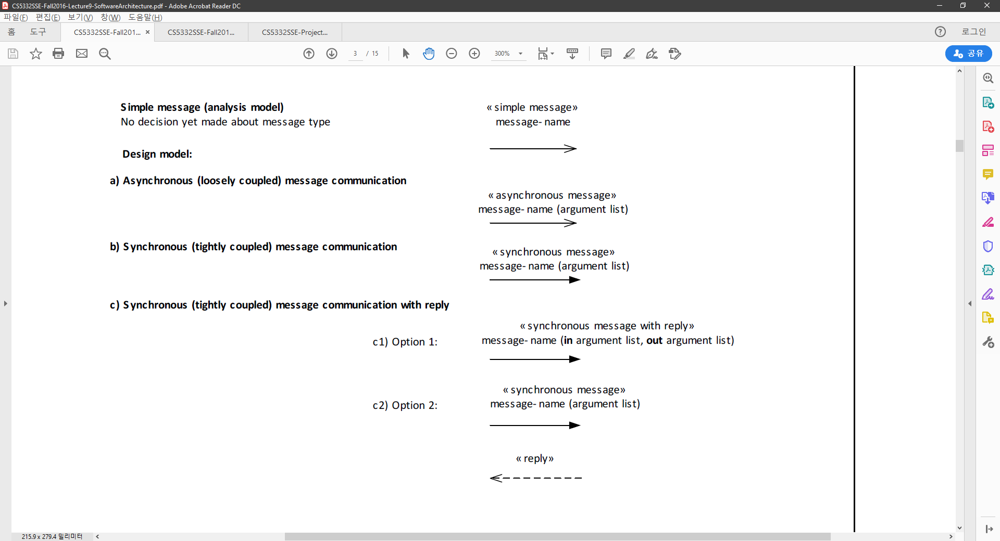 CS5332SSE-Fall2016-Lecture9-SoftwareArchitecture.pdf - Adobe Acrobat Reader DC
파일(F) 편집(E) 보기(V) 창(W) 도움말(H)
홈 도구 CS5332SSE-Fall201... × CS5332SSE-Fall201... CS5332SSE-Project... 로그인
3 / 15 300% 공유
Simple message (analysis model)
No decision yet made about message type
«simple message»
message-name
Design model:
a) Asynchronous (loosely coupled) message communication
«asynchronous message»
message-name (argument list)
b) Synchronous (tightly coupled) message communication
«synchronous message»
message-name (argument list)
c) Synchronous (tightly coupled) message communication with reply
«synchronous message with reply»
c1) Option 1: message-name (in argument list, out argument list)
«synchronous message»
c2) Option 2: message-name (argument list)
«reply»
215.9 x 279.4 밀리미터